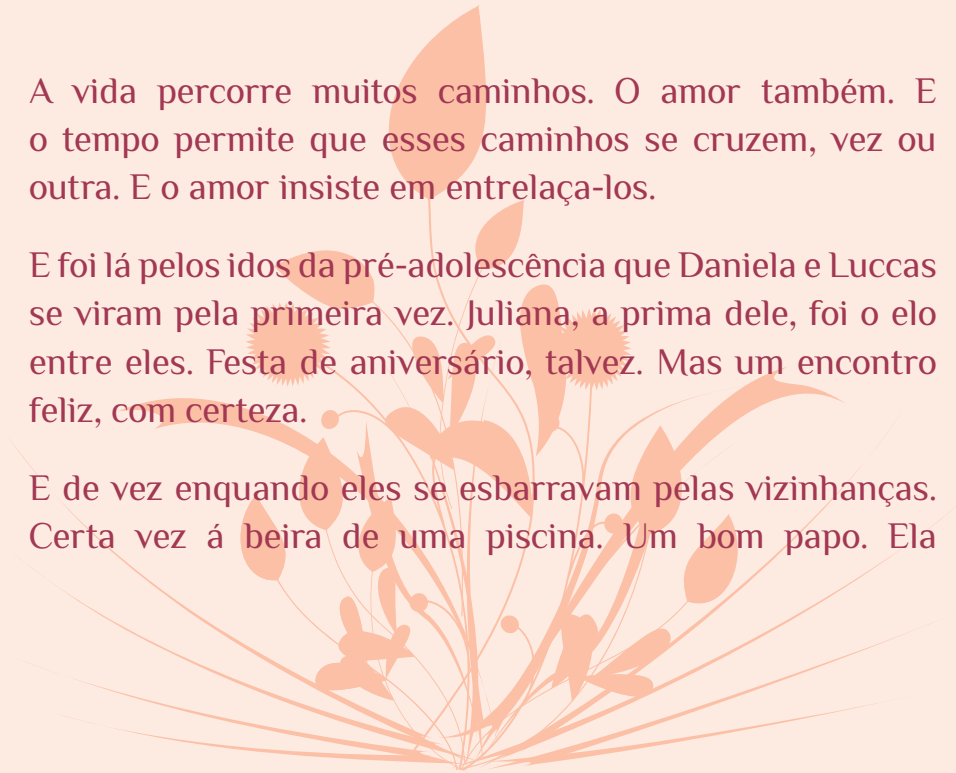 A vida percorre muitos caminhos. O amor também. E
o tempo permite que esses caminhos se cruzem, vez ou
outra. E o amor insiste em entrelaça-los.
E foi lá pelos idos da pré-adolescência que Daniela e Luccas
se viram pela primeira vez. Juliana, a prima dele, foi o elo
entre eles. Festa de aniversário, talvez. Mas um encontro
feliz, com certeza.
E de vez enquando eles se esbarravam pelas vizinhanças.
Certa vez á beira de uma piscina. Um bom papo. Ela